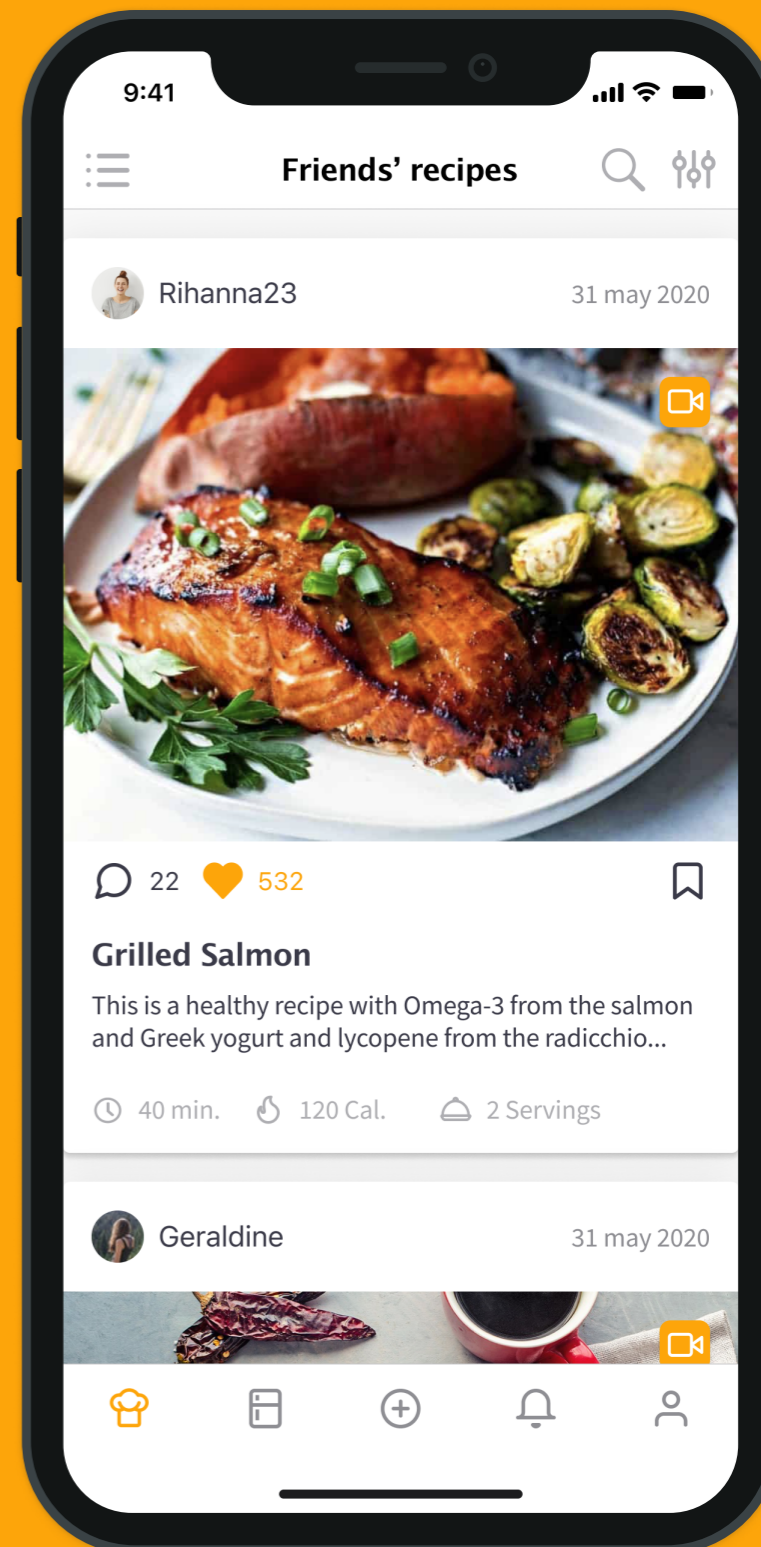 9:41
Friends’ recipes
Rihanna23
31 may 2020
22
532
Grilled Salmon
This is a healthy recipe with Omega-3 from the salmon
and Greek yogurt and lycopene from the radicchio...
40 min.
120 Cal.
2 Servings
Geraldine
31 may 2020